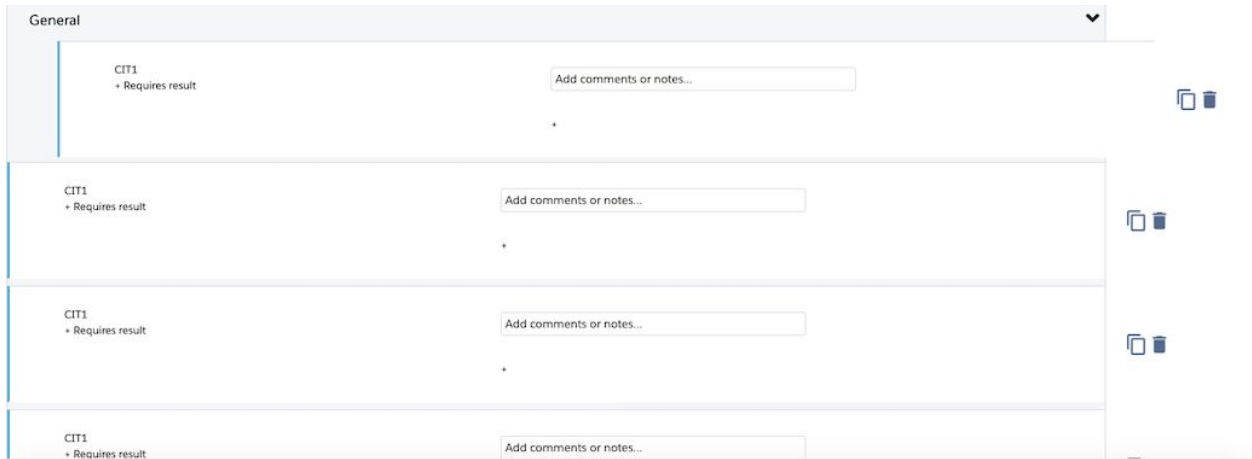 General
CIT1
+ Requires result
Add comments or notes...
+
CIT1
+ Requires result
Add comments or notes...
+
CIT1
+ Requires result
Add comments or notes...
+
CIT1
+ Requires result
Add comments or notes...